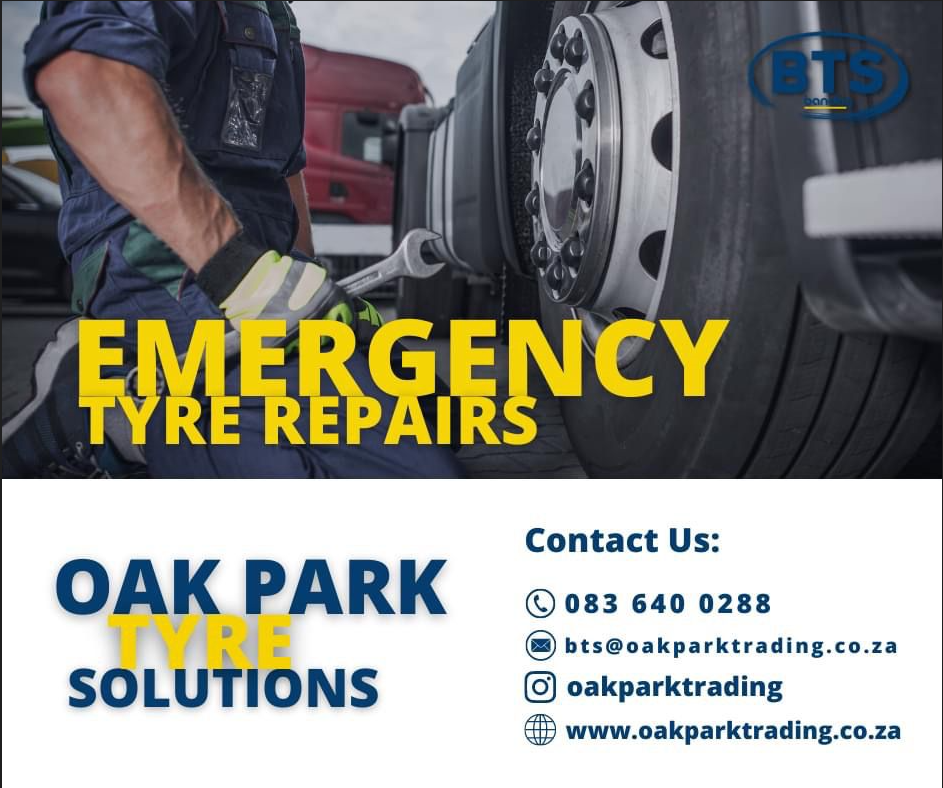 BTS
EMERGENCY
TYRE REPAIRS
OAK PARK
TYRE
SOLUTIONS
Contact Us:
083 640 0288
bts@oakparktrading.co.za
oakparktrading
www.oakparktrading.co.za